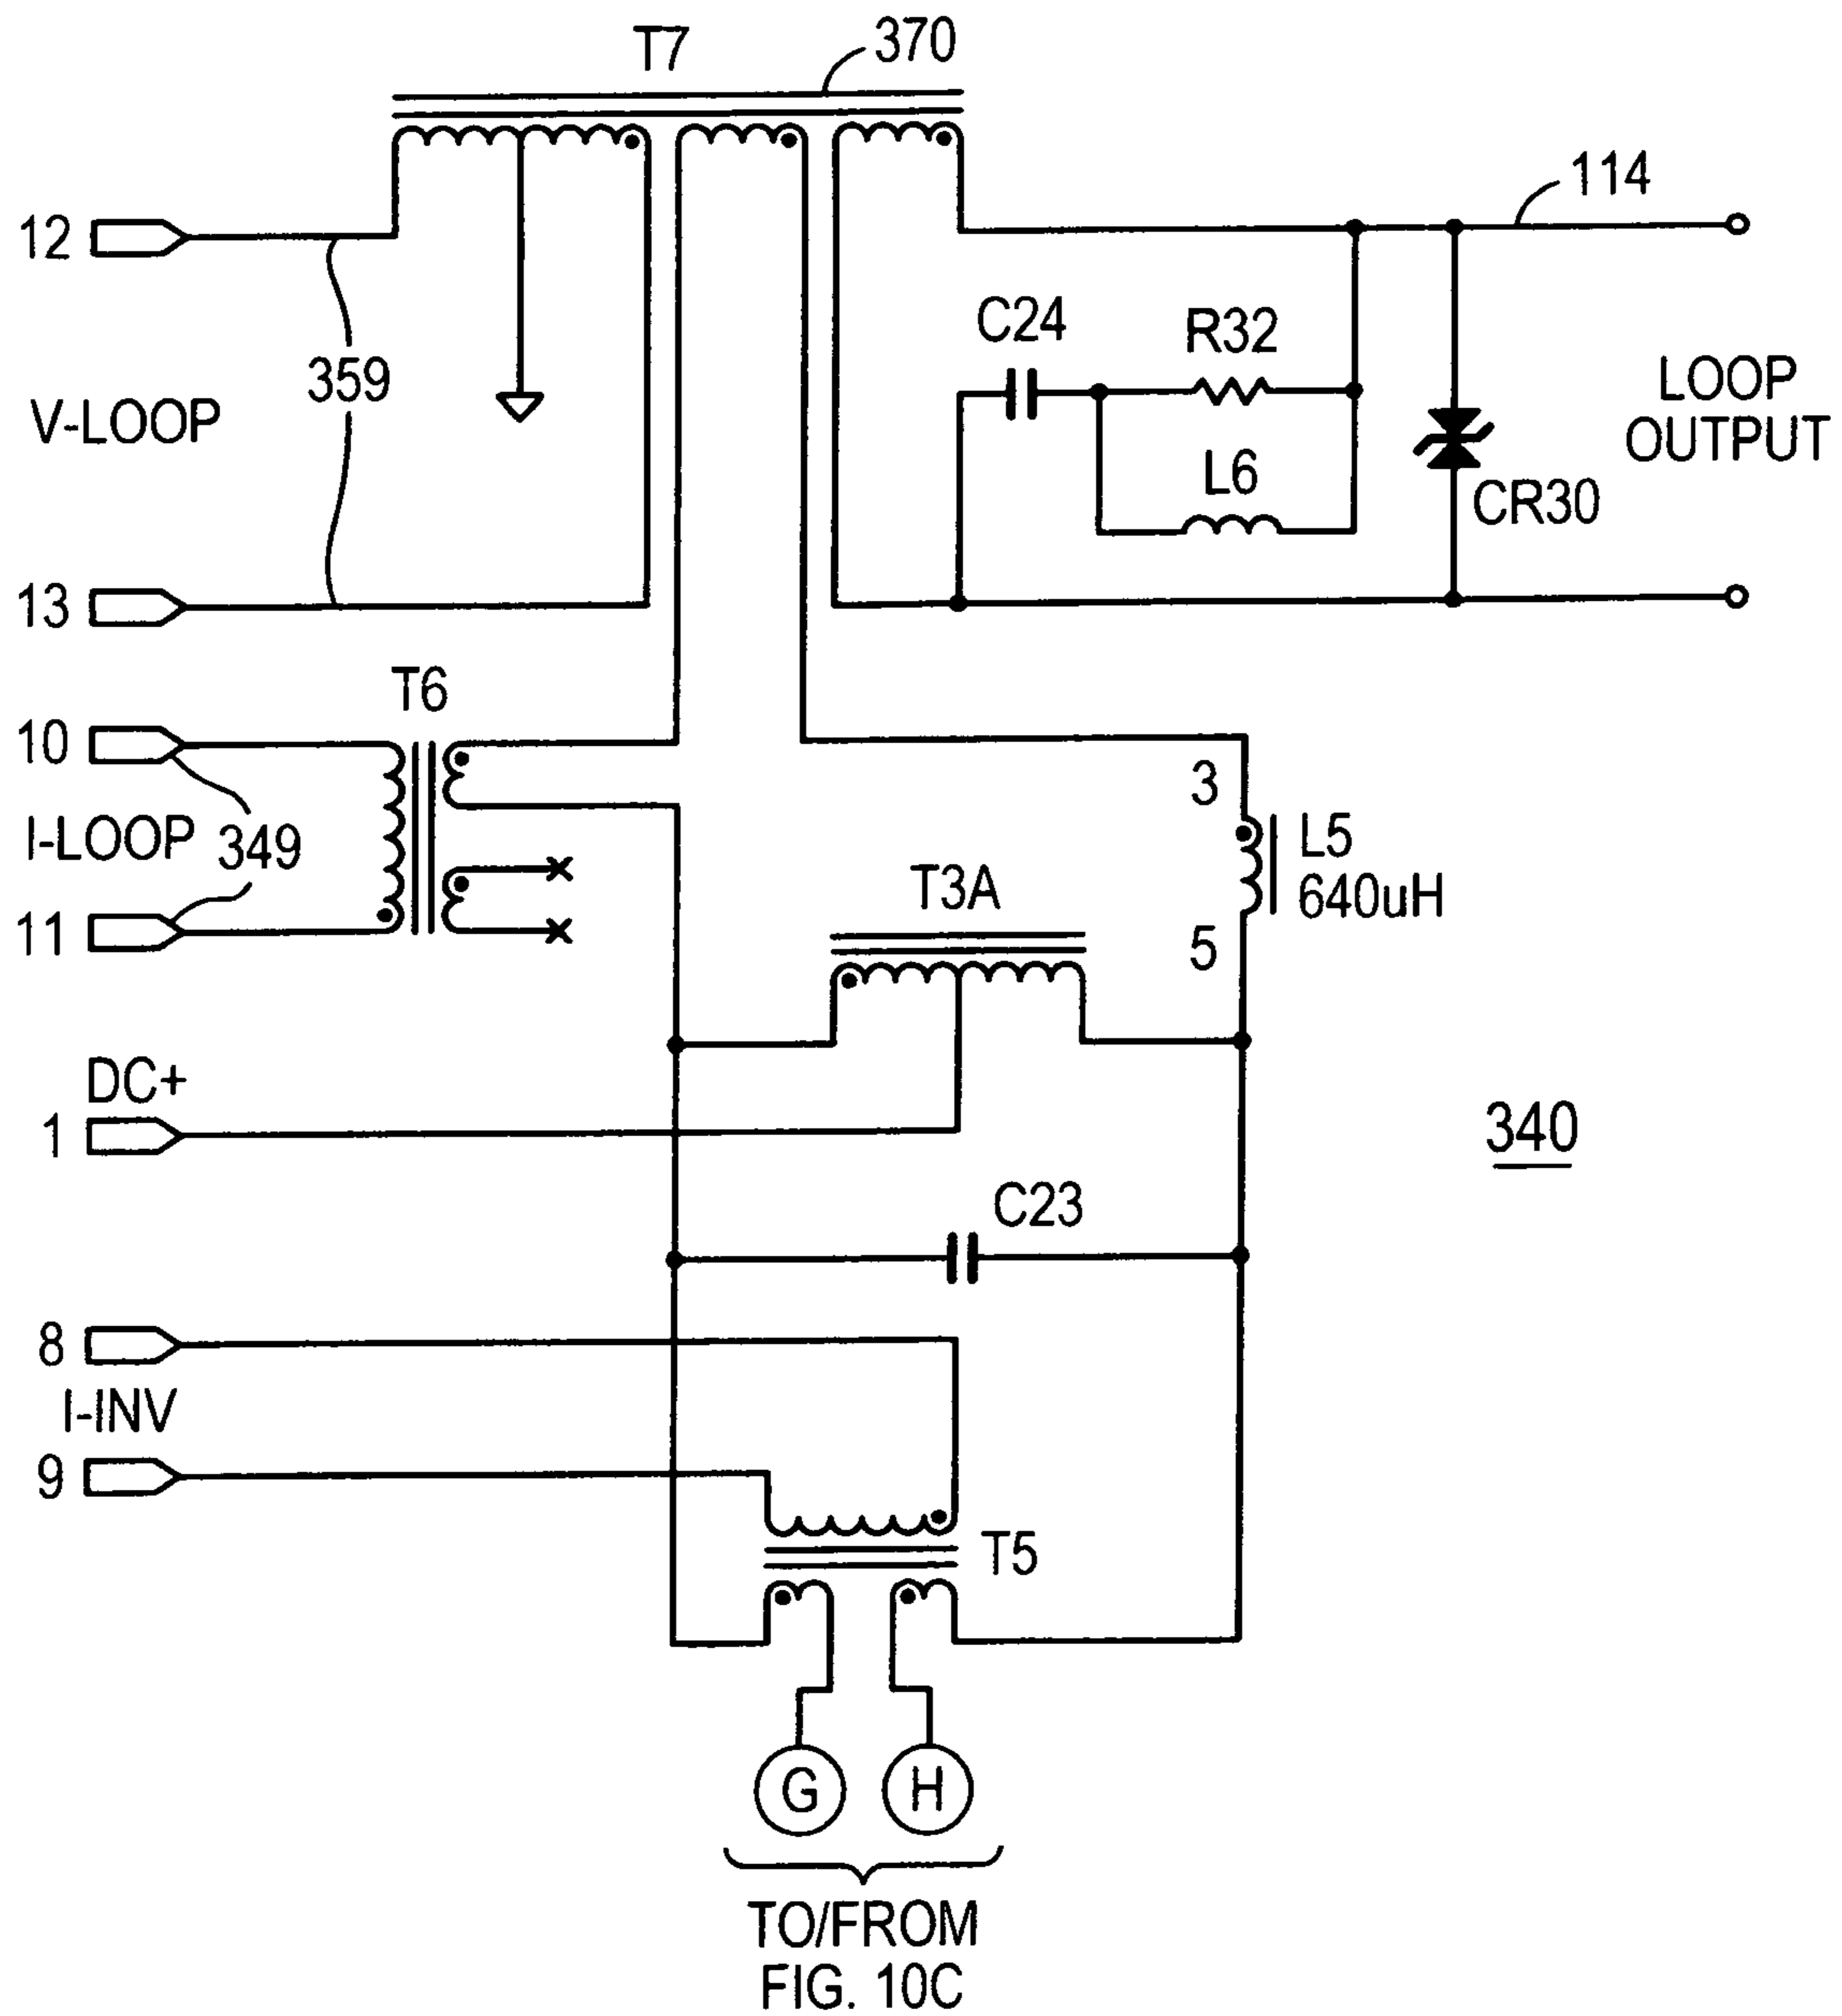 T7
370
114
12
C24
R32
359
LOOP
OUTPUT
V-LOOP
L6
CR30
13
T6
10
3
I-LOOP
349
L5
640uH
T3A
11
5
DC+
1
340
C23
8
I-INV
9
T5
G
H
TO/FROM
FIG. 10C